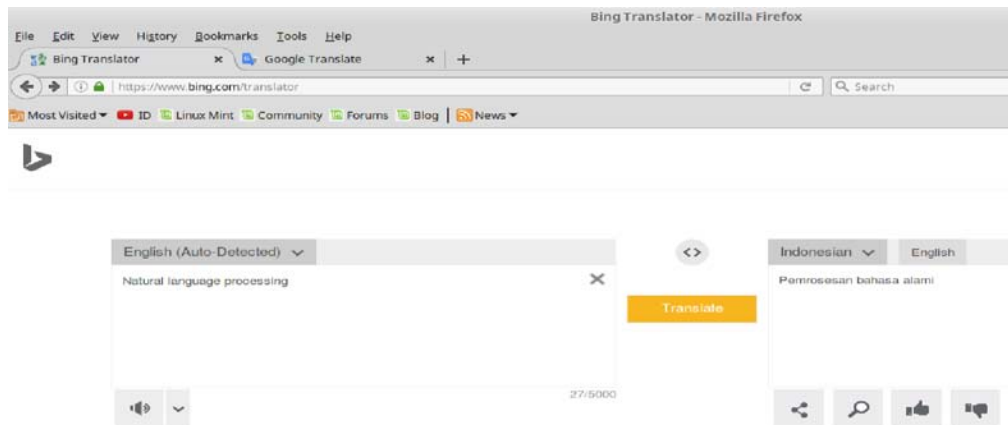 Bing Translator - Mozilla Firefox
File Edit View History Bookmarks Tools Help
Bing Translator Google Translate
https://www.bing.com/translator Search
Most Visited ID Linux Mint Community Forums Blog News
English (Auto-Detected) Indonesian English
Natural language processing Pemrosesan bahasa alami
Translate
27/5000